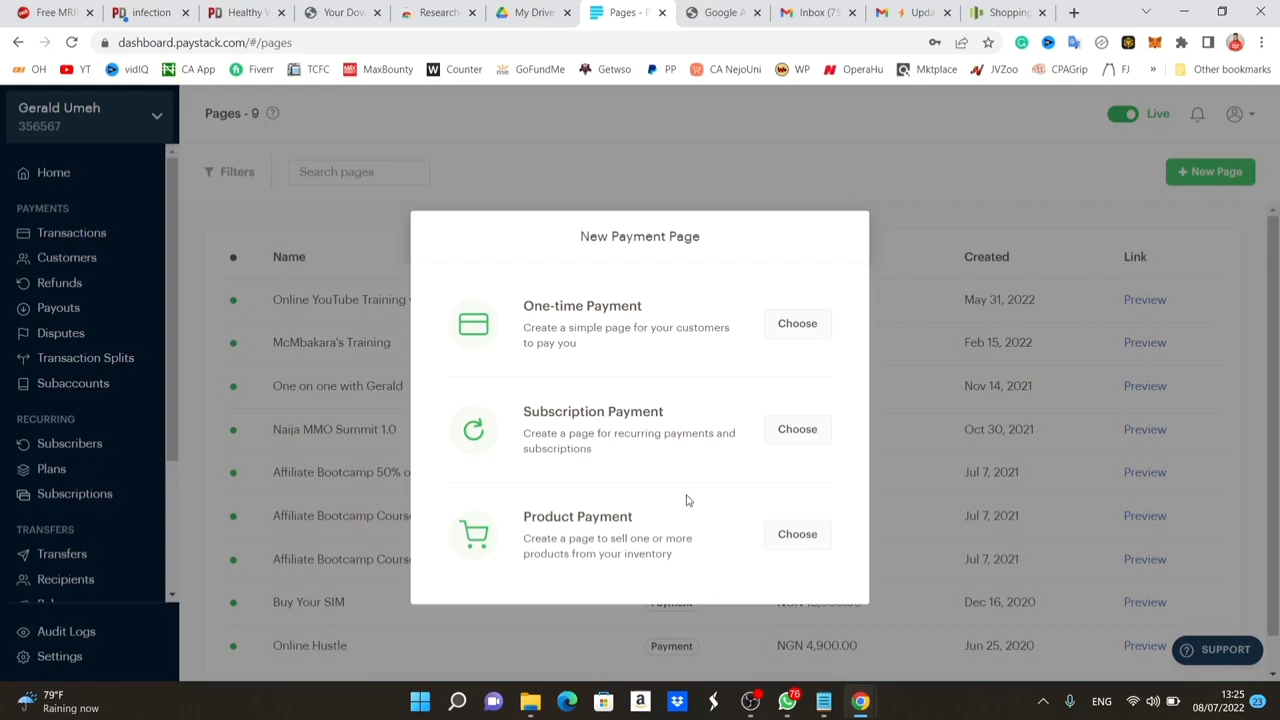 Free MRR
infection
Healthy
Your Dow
Research
My Drive
Pages - P
Google A
Inbox (75
Upda
Shoppin
dashboard.paystack.com/#/pages
OH
YT
vidIQ
CA App
Fiverr
TCFC
MaxBounty
Counter
GoFundMe
Getwso
PP
CA NejoUni
WP
OperaHu
Mktplace
JVZoo
CPAGrip
FJ
»
Other bookmarks
Gerald Umeh
356567
Pages - 9
Live
Home
PAYMENTS
Transactions
Customers
Refunds
Payouts
Disputes
Transaction Splits
Subaccounts
RECURRING
Subscribers
Plans
Subscriptions
TRANSFERS
Transfers
Recipients
Audit Logs
Settings
Filters
Search pages
+ New Page
Name
Created
Link
Online YouTube Training
May 31, 2022
Preview
McMbakara's Training
Feb 15, 2022
Preview
One on one with Gerald
Nov 14, 2021
Preview
Naija MMO Summit 1.0
Oct 30, 2021
Preview
Affiliate Bootcamp 50% o
Jul 7, 2021
Preview
Affiliate Bootcamp Cours
Jul 7, 2021
Preview
Affiliate Bootcamp Cours
Jul 7, 2021
Preview
Buy Your SIM
Payment
Dec 16, 2020
Preview
Online Hustle
Payment
NGN 4,900.00
Jun 25, 2020
Preview
New Payment Page
One-time Payment
Create a simple page for your customers
to pay you
Choose
Subscription Payment
Create a page for recurring payments and
subscriptions
Choose
Product Payment
Create a page to sell one or more
products from your inventory
Choose
SUPPORT
79°F
Raining now
76
ENG
13:25
08/07/2022
23